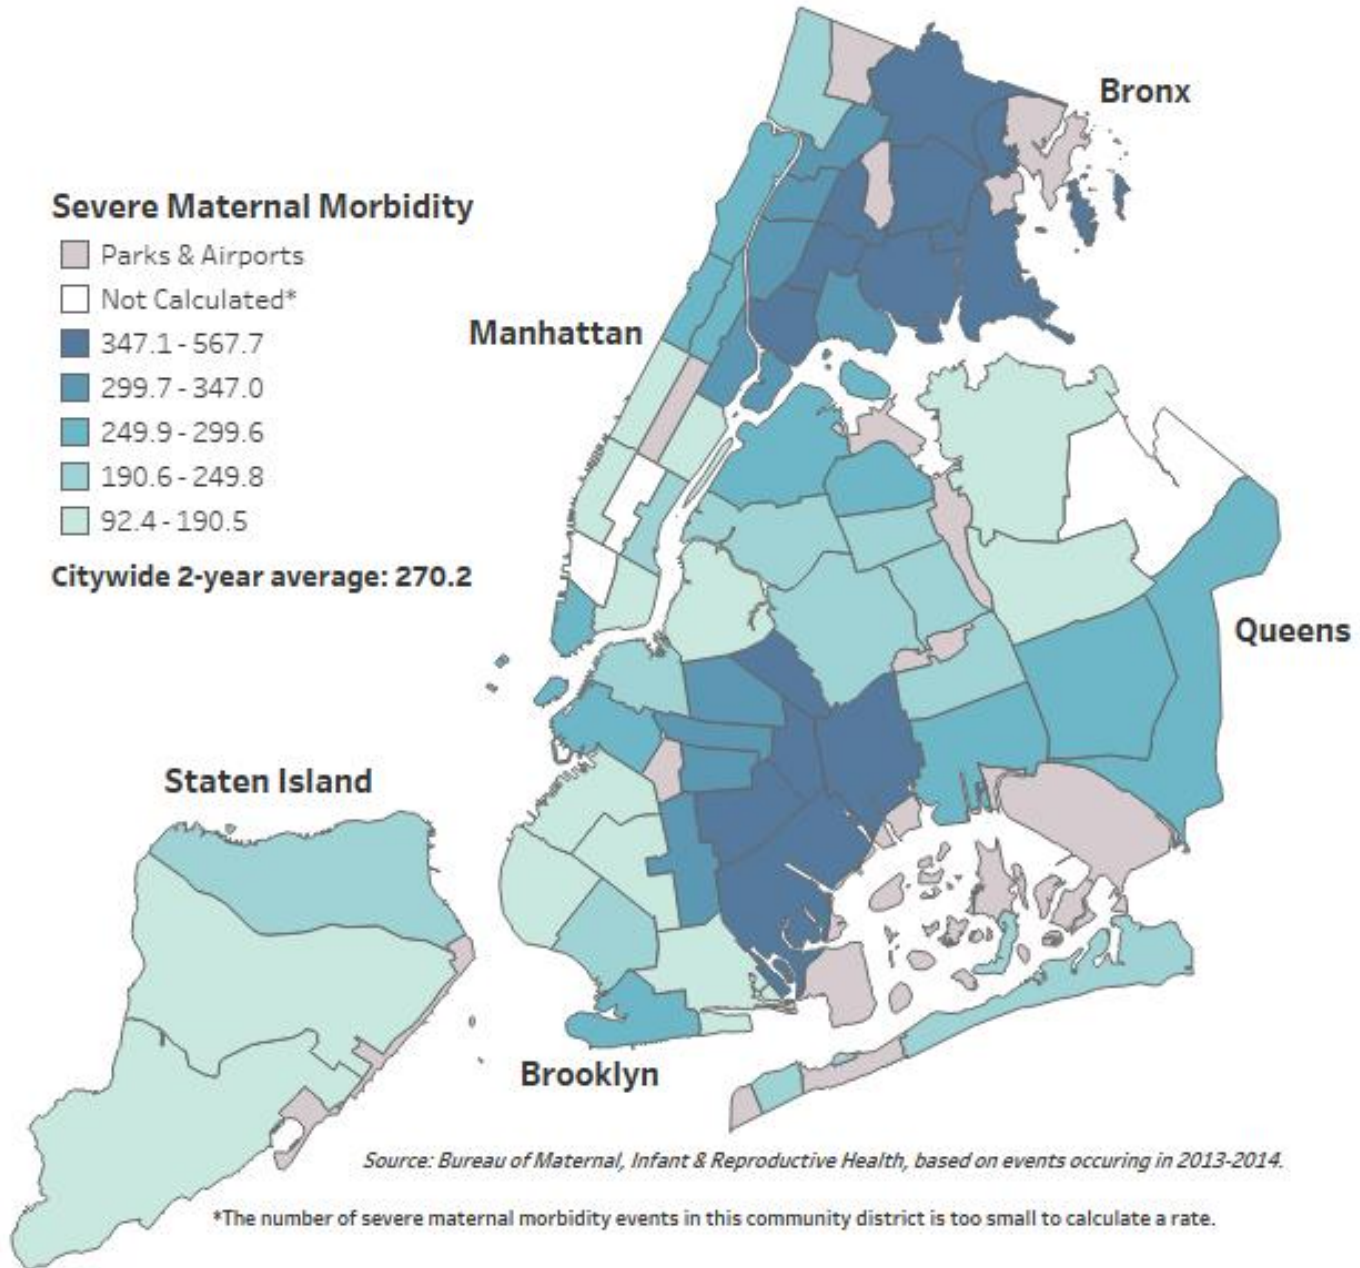 Bronx
Severe Maternal Morbidity
Parks & Airports
Not Calculated*
Manhattan
347.1 - 567.7
299.7 - 347.0
249.9 - 299.6
190.6 - 249.8
92.4 - 190.5
Citywide 2-year average: 270.2
Queens
Staten Island
Brooklyn
Source: Bureau of Maternal, Infant & Reproductive Health, based on events occuring in 2013-2014.
*The number of severe maternal morbidity events in this community district is too small to calculate a rate.